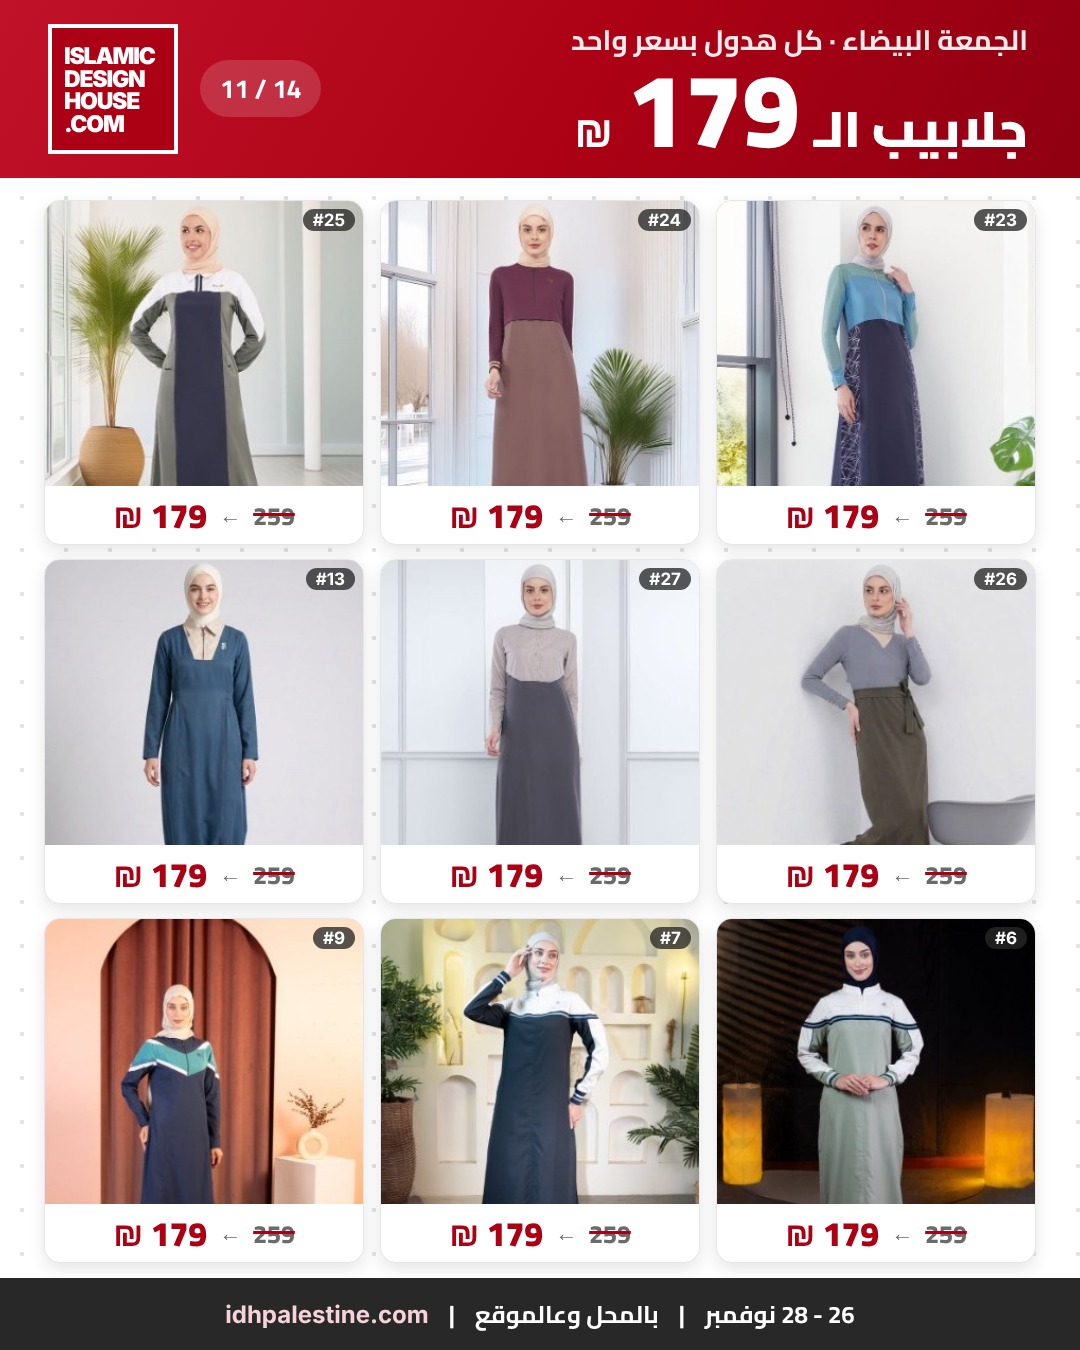 الجمعة البيضاء · كل هدول بسعر واحد
جلابيب الـ 179 ₪
11 / 14
ISLAMIC
DESIGN
HOUSE
.COM
#23
259 ← 179 ₪
#24
259 ← 179 ₪
#25
259 ← 179 ₪
#26
259 ← 179 ₪
#27
259 ← 179 ₪
#13
259 ← 179 ₪
#6
259 ← 179 ₪
#7
259 ← 179 ₪
#9
259 ← 179 ₪
26 - 28 نوفمبر | بالمحل وعالموقع | idhpalestine.com